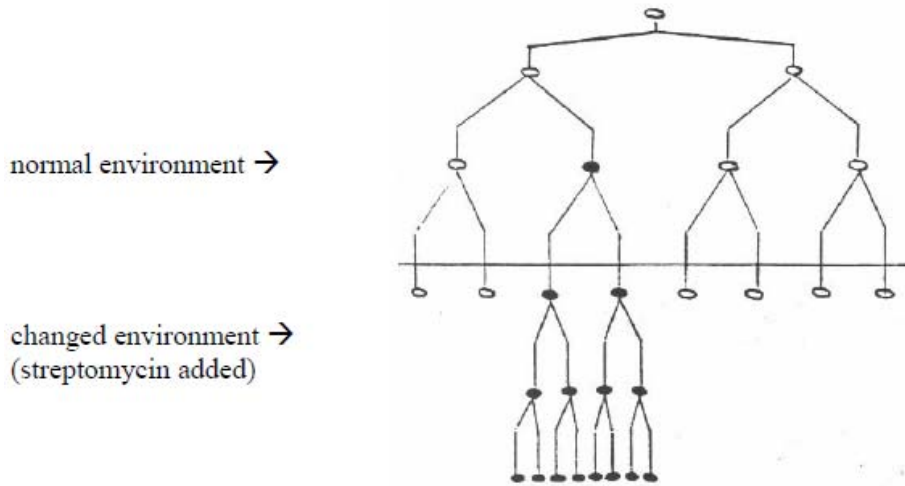 normal environment →
changed environment →
(streptomycin added)